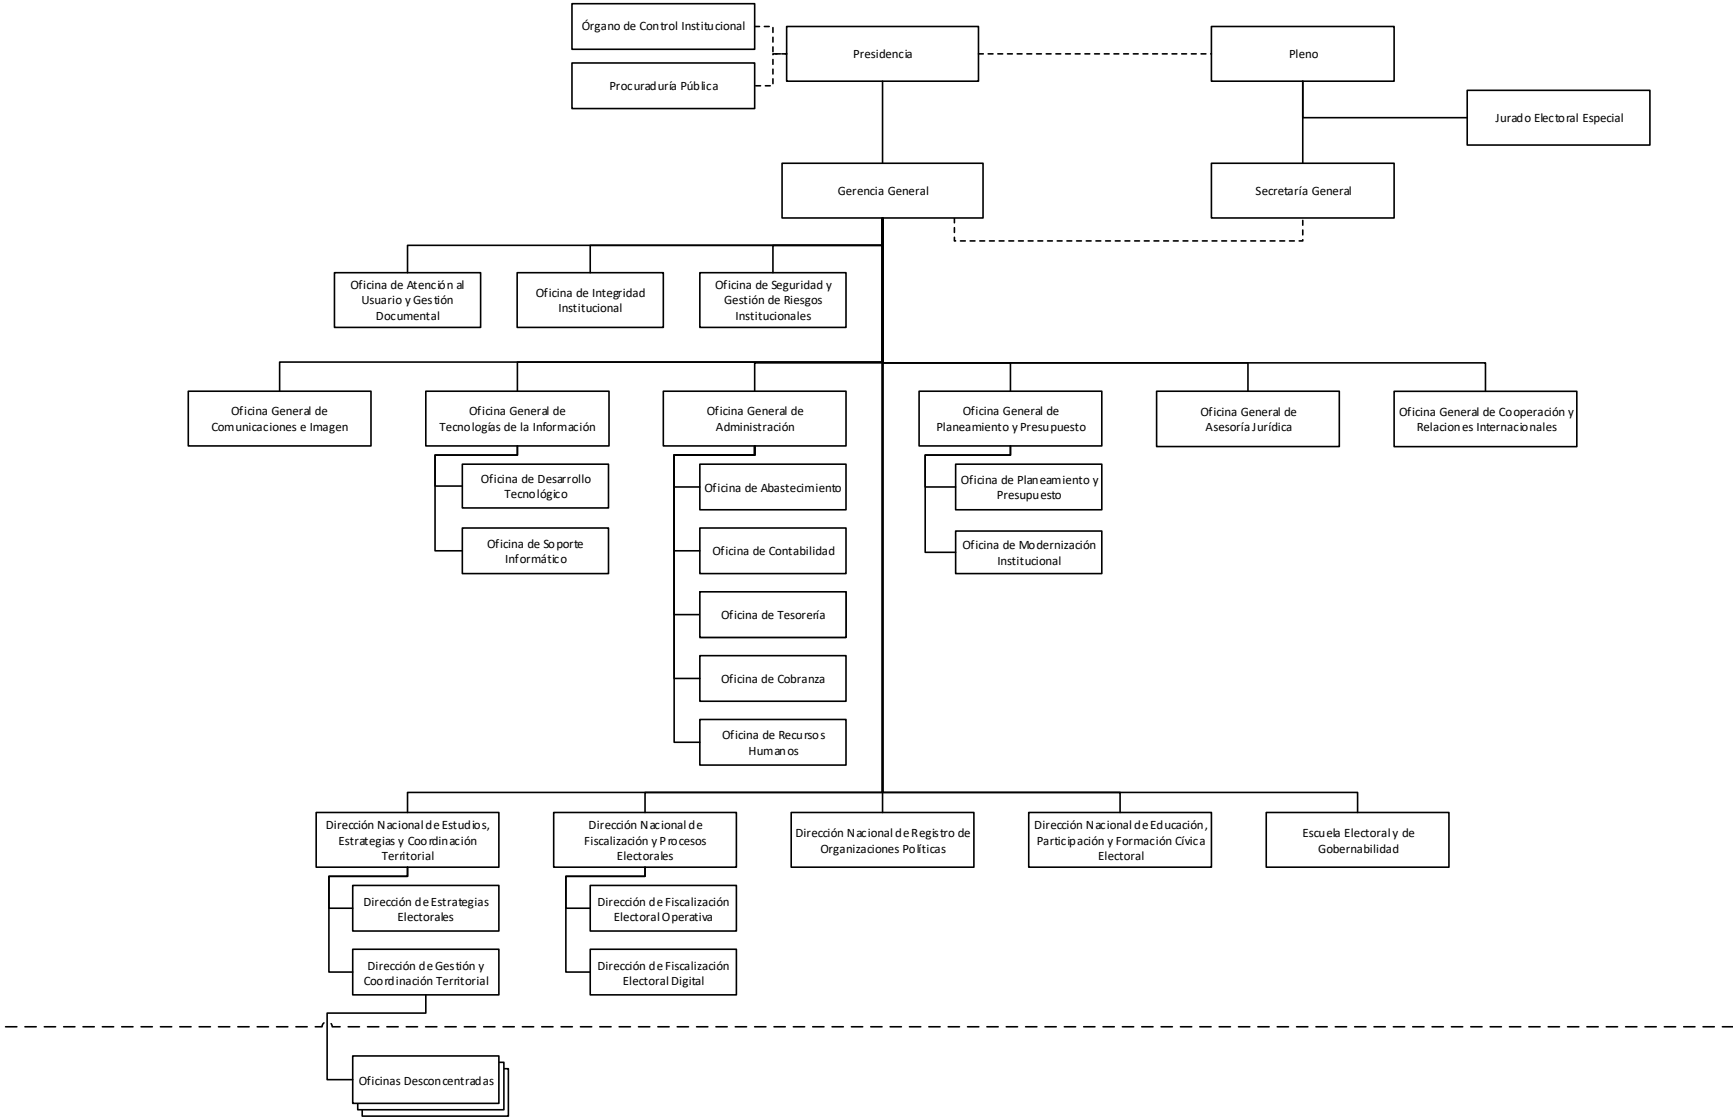 Órgano de Control Institucional
Presidencia
Pleno
Procuraduría Pública
Jurado Electoral Especial
Gerencia General
Secretaría General
Oficina de Atención al
Usuario y Gestión
Documental
Oficina de Integridad
Institucional
Oficina de Seguridad y
Gestión de Riesgos
Institucionales
Oficina General de
Comunicaciones e Imagen
Oficina General de
Tecnologías de la Información
Oficina General de
Administración
Oficina General de
Planeamiento y Presupuesto
Oficina General de
Asesoría Jurídica
Oficina General de Cooperación y
Relaciones Internacionales
Oficina de Desarrollo
Tecnológico
Oficina de Soporte
Informático
Oficina de Abastecimiento
Oficina de Contabilidad
Oficina de Tesorería
Oficina de Cobranza
Oficina de Recursos
Humanos
Oficina de Planeamiento y
Presupuesto
Oficina de Modernización
Institucional
Dirección Nacional de Estudios,
Estrategias y Coordinación
Territorial
Dirección Nacional de
Fiscalización y Procesos
Electorales
Dirección Nacional de Registro de
Organizaciones Políticas
Dirección Nacional de Educación,
Participación y Formación Cívica
Electoral
Escuela Electoral y de
Gobernabilidad
Dirección de Estrategias
Electorales
Dirección de Gestión y
Coordinación Territorial
Dirección de Fiscalización
Electoral Operativa
Dirección de Fiscalización
Electoral Digital
Oficinas Desconcentradas